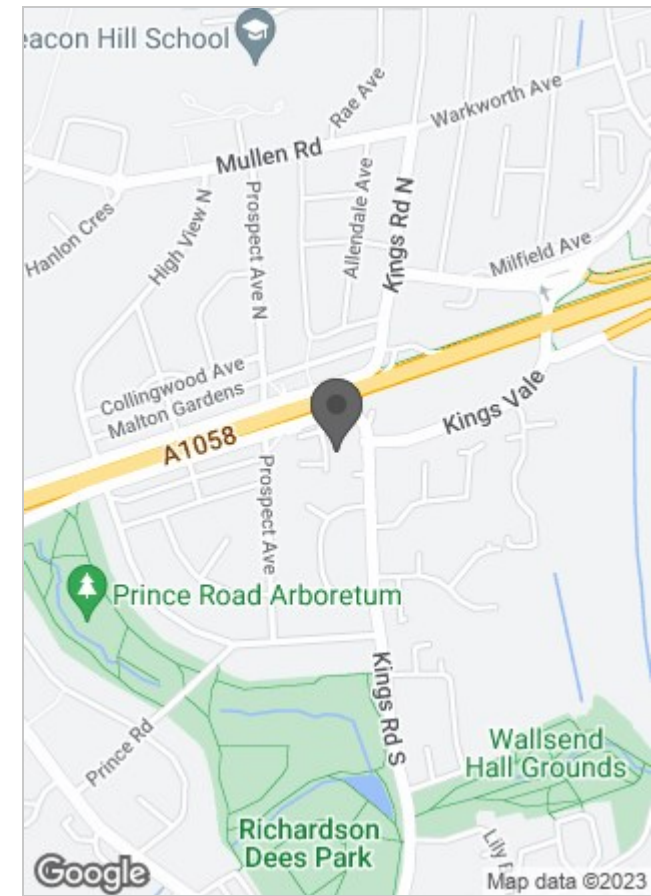 eacon Hill School
Rae Ave
Warkworth Ave
Mullen Rd
Hanlon Cres
High View N
Prospect Ave N
Allendale Ave
Kings Rd N
Milfield Ave
Collingwood Ave
Malton Gardens
A1058
Kings Vale
Prospect Ave
Prince Road Arboretum
Kings Rd S
Prince Rd
Wallsend
Hall Grounds
Richardson
Dees Park
Lily
Google
Map data ©2023